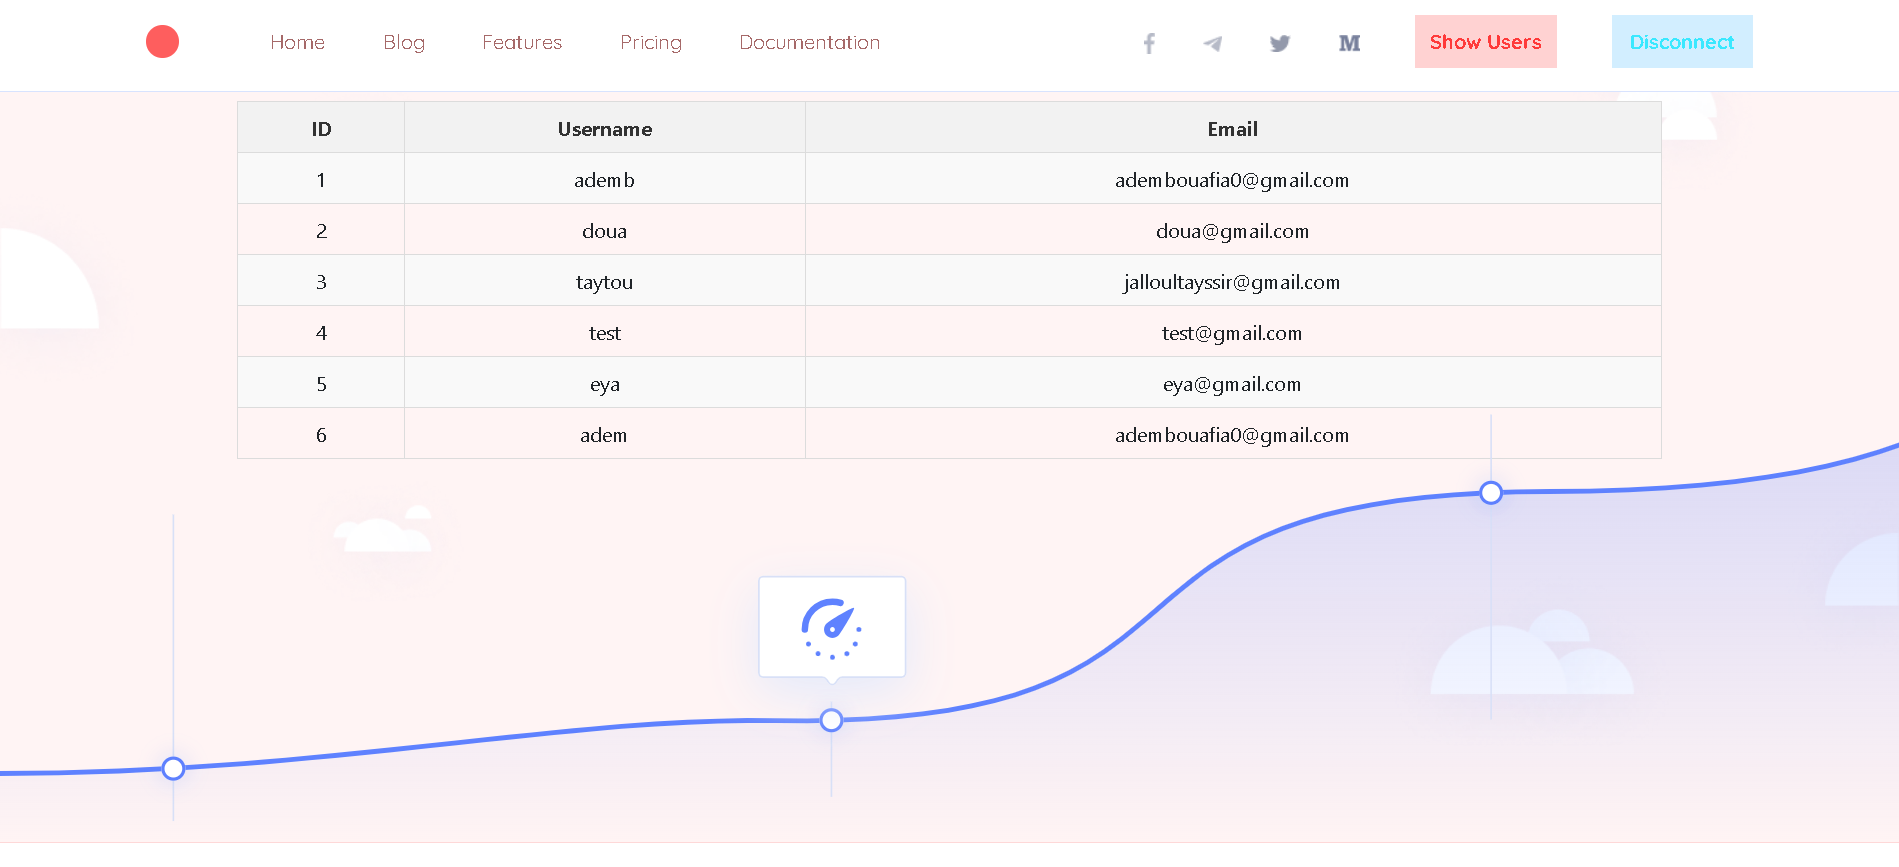 Home Blog Features Pricing Documentation M Show Users Disconnect
ID Username Email
1 ademb adembouafia0@gmail.com
2 doua doua@gmail.com
3 taytou jalloultayssir@gmail.com
4 test test@gmail.com
5 eya eya@gmail.com
6 adem adembouafia0@gmail.com